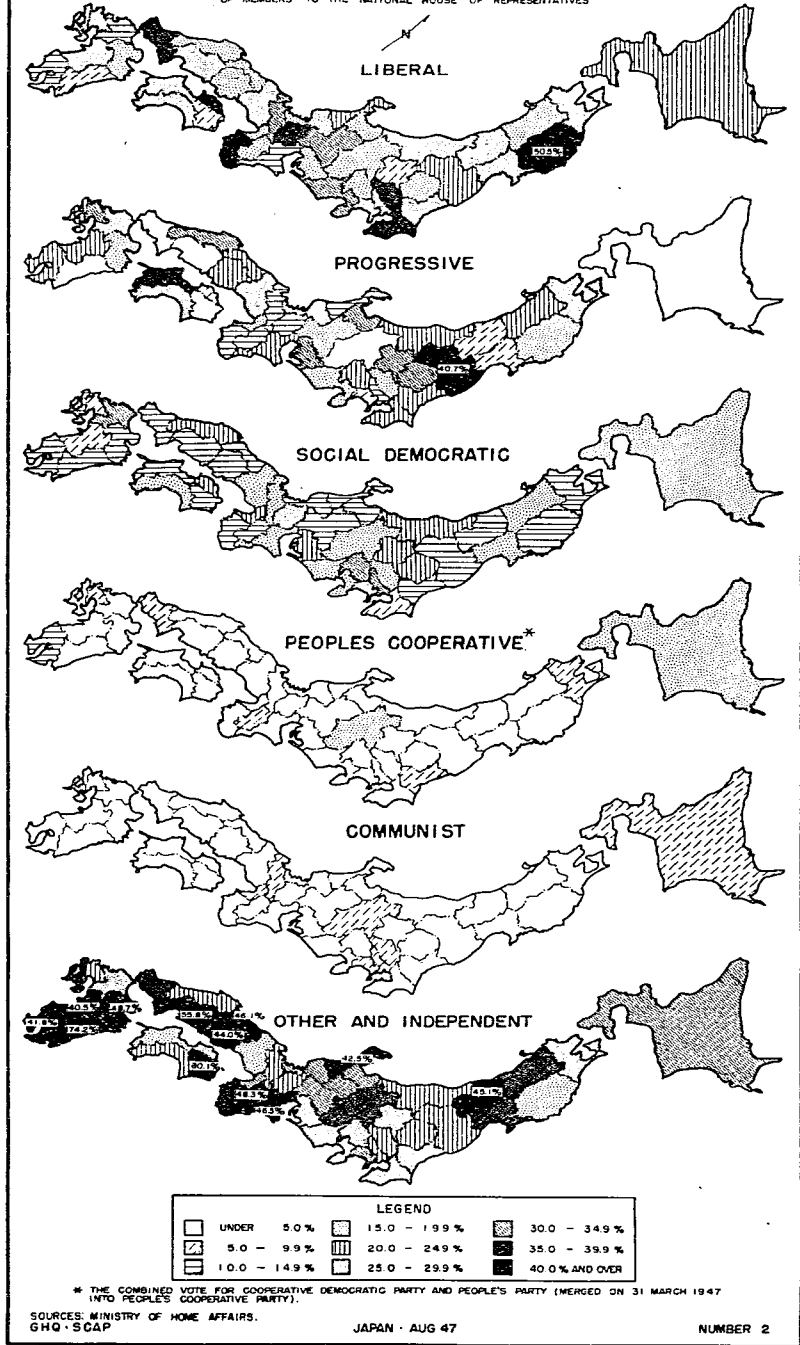 OF MEMBERS TO THE NATIONAL HOUSE OF REPRESENTATIVES
N
LIBERAL
50.5%
PROGRESSIVE
40.7%
SOCIAL DEMOCRATIC
PEOPLES COOPERATIVE*
COMMUNIST
OTHER AND INDEPENDENT
40.5%
48.7%
41.8%
74.2%
55.8%
46.1%
44.0%
80.1%
42.5%
48.3%
46.5%
45.1%
LEGEND
UNDER 5.0%
15.0 - 19.9%
30.0 - 34.9%
5.0 - 9.9%
20.0 - 24.9%
35.0 - 39.9%
10.0 - 14.9%
25.0 - 29.9%
40.0% AND OVER
* THE COMBINED VOTE FOR COOPERATIVE DEMOCRATIC PARTY AND PEOPLE'S PARTY (MERGED ON 31 MARCH 1947
INTO PEOPLE'S COOPERATIVE PARTY).
SOURCES: MINISTRY OF HOME AFFAIRS.
GHQ·SCAP
JAPAN · AUG 47
NUMBER 2